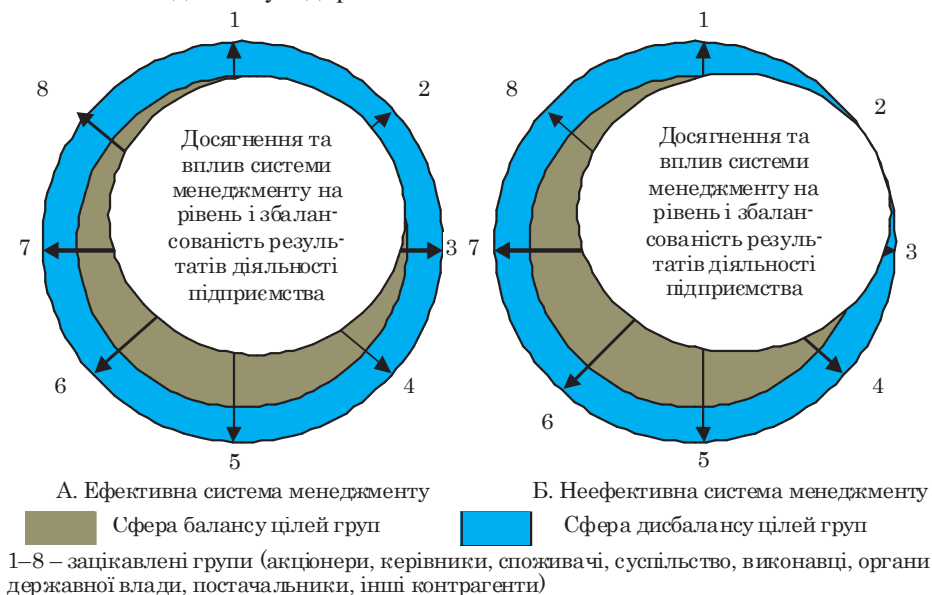 1
1
8
2
8
2
Досягнення та
вплив системи
менеджменту на
рівень і збалан-
сованість резуль-
татів діяльності
підприємства
Досягнення та
вплив системи
менеджменту на
рівень і збалан-
сованість резуль-
татів діяльності
підприємства
7
3
7
3
6
4
6
4
5
5
А. Ефективна система менеджменту
Б. Неефективна система менеджменту
Сфера балансу цілей груп
Сфера дисбалансу цілей груп
1–8 – зацікавлені групи (акціонери, керівники, споживачі, суспільство, виконавці, органи
державної влади, постачальники, інші контрагенти)